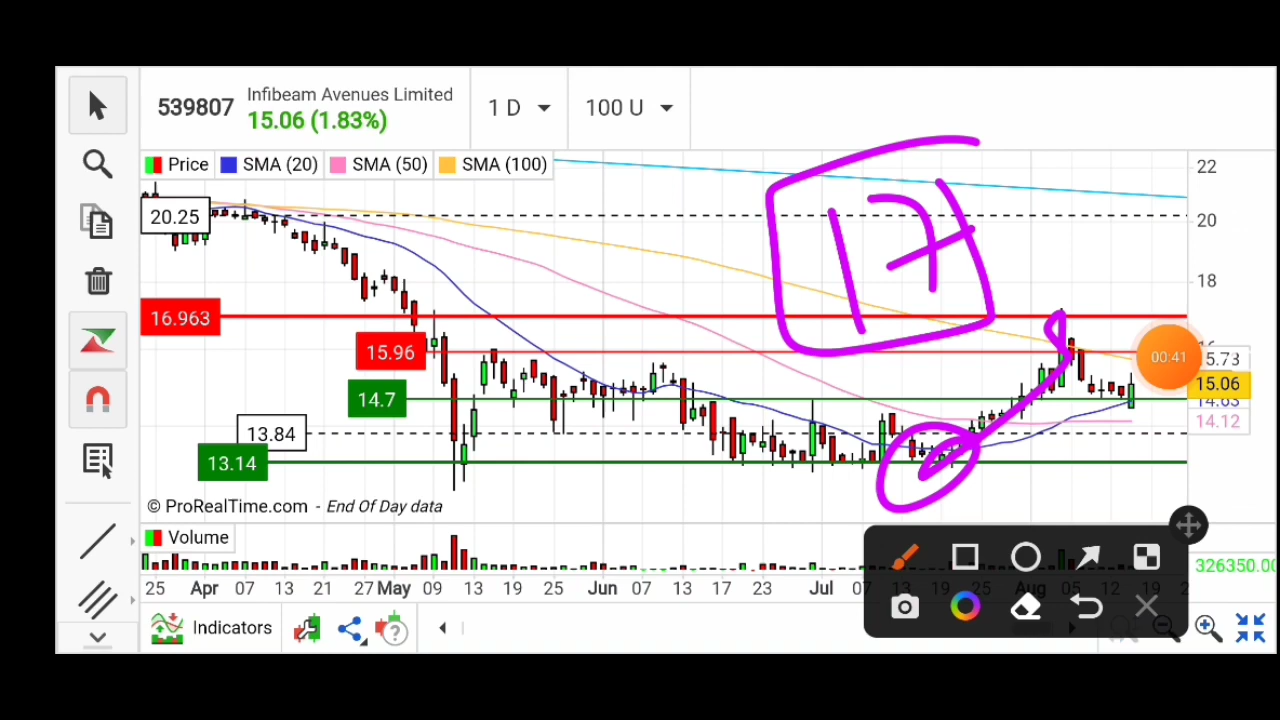 539807
Infibeam Avenues Limited
15.06 (1.83%)
1 D
100 U
Price
SMA (20)
SMA (50)
SMA (100)
22
20.25
20
17
18
16.963
15.96
5.73
00:41
15.06
14.7
14.63
14.12
13.84
13.14
© ProRealTime.com - End Of Day data
Volume
326350.00
25 Apr 07 13 21 27 May 09 13 19 25 Jun 07 13 17 23 Jul 07 13 19 25 Aug 05 12 19
Indicators